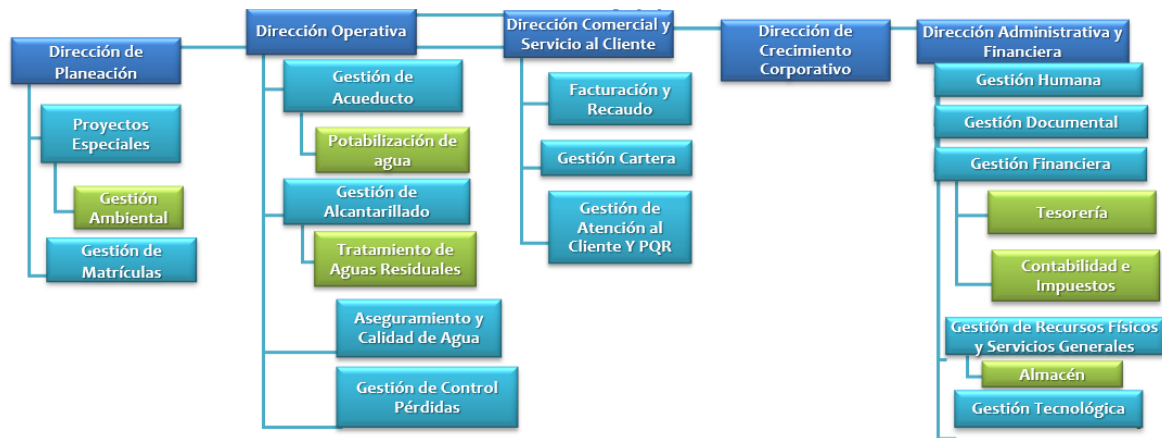 Dirección de
Planeación
Proyectos
Especiales
Gestión
Ambiental
Gestión de
Matrículas
Dirección Operativa
Gestión de
Acueducto
Potabilización de
agua
Gestión de
Alcantarillado
Tratamiento de
Aguas Residuales
Aseguramiento y
Calidad de Agua
Gestión de Control
Pérdidas
Dirección Comercial y
Servicio al Cliente
Facturación y
Recaudo
Gestión Cartera
Gestión de
Atención al
Cliente Y PQR
Dirección de
Crecimiento
Corporativo
Dirección Administrativa y
Financiera
Gestión Humana
Gestión Documental
Gestión Financiera
Tesorería
Contabilidad e
Impuestos
Gestión de Recursos Físicos
y Servicios Generales
Almacén
Gestión Tecnológica